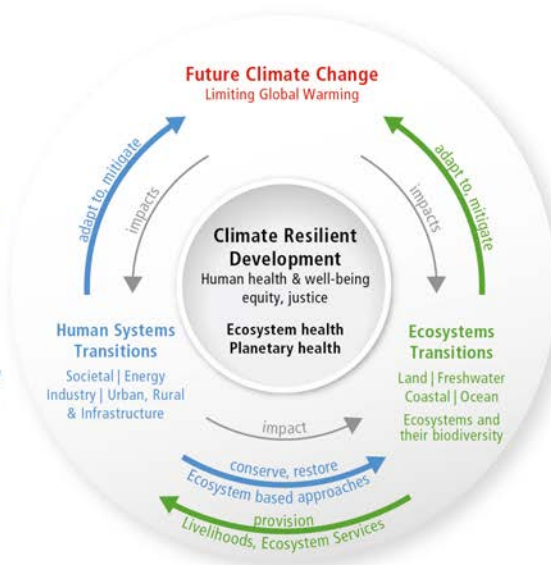 Future Climate Change
Limiting Global Warming
adapt to, mitigate
impacts
impacts
adapt to, mitigate
Climate Resilient
Development
Human health & well-being
equity, justice
Ecosystem health
Planetary health
Human Systems
Transitions
Societal | Energy
Industry | Urban, Rural
& Infrastructure
Ecosystems
Transitions
Land | Freshwater
Coastal | Ocean
Ecosystems and
their biodiversity
impact
conserve, restore
Ecosystem based approaches
provision
Livelihoods, Ecosystem Services